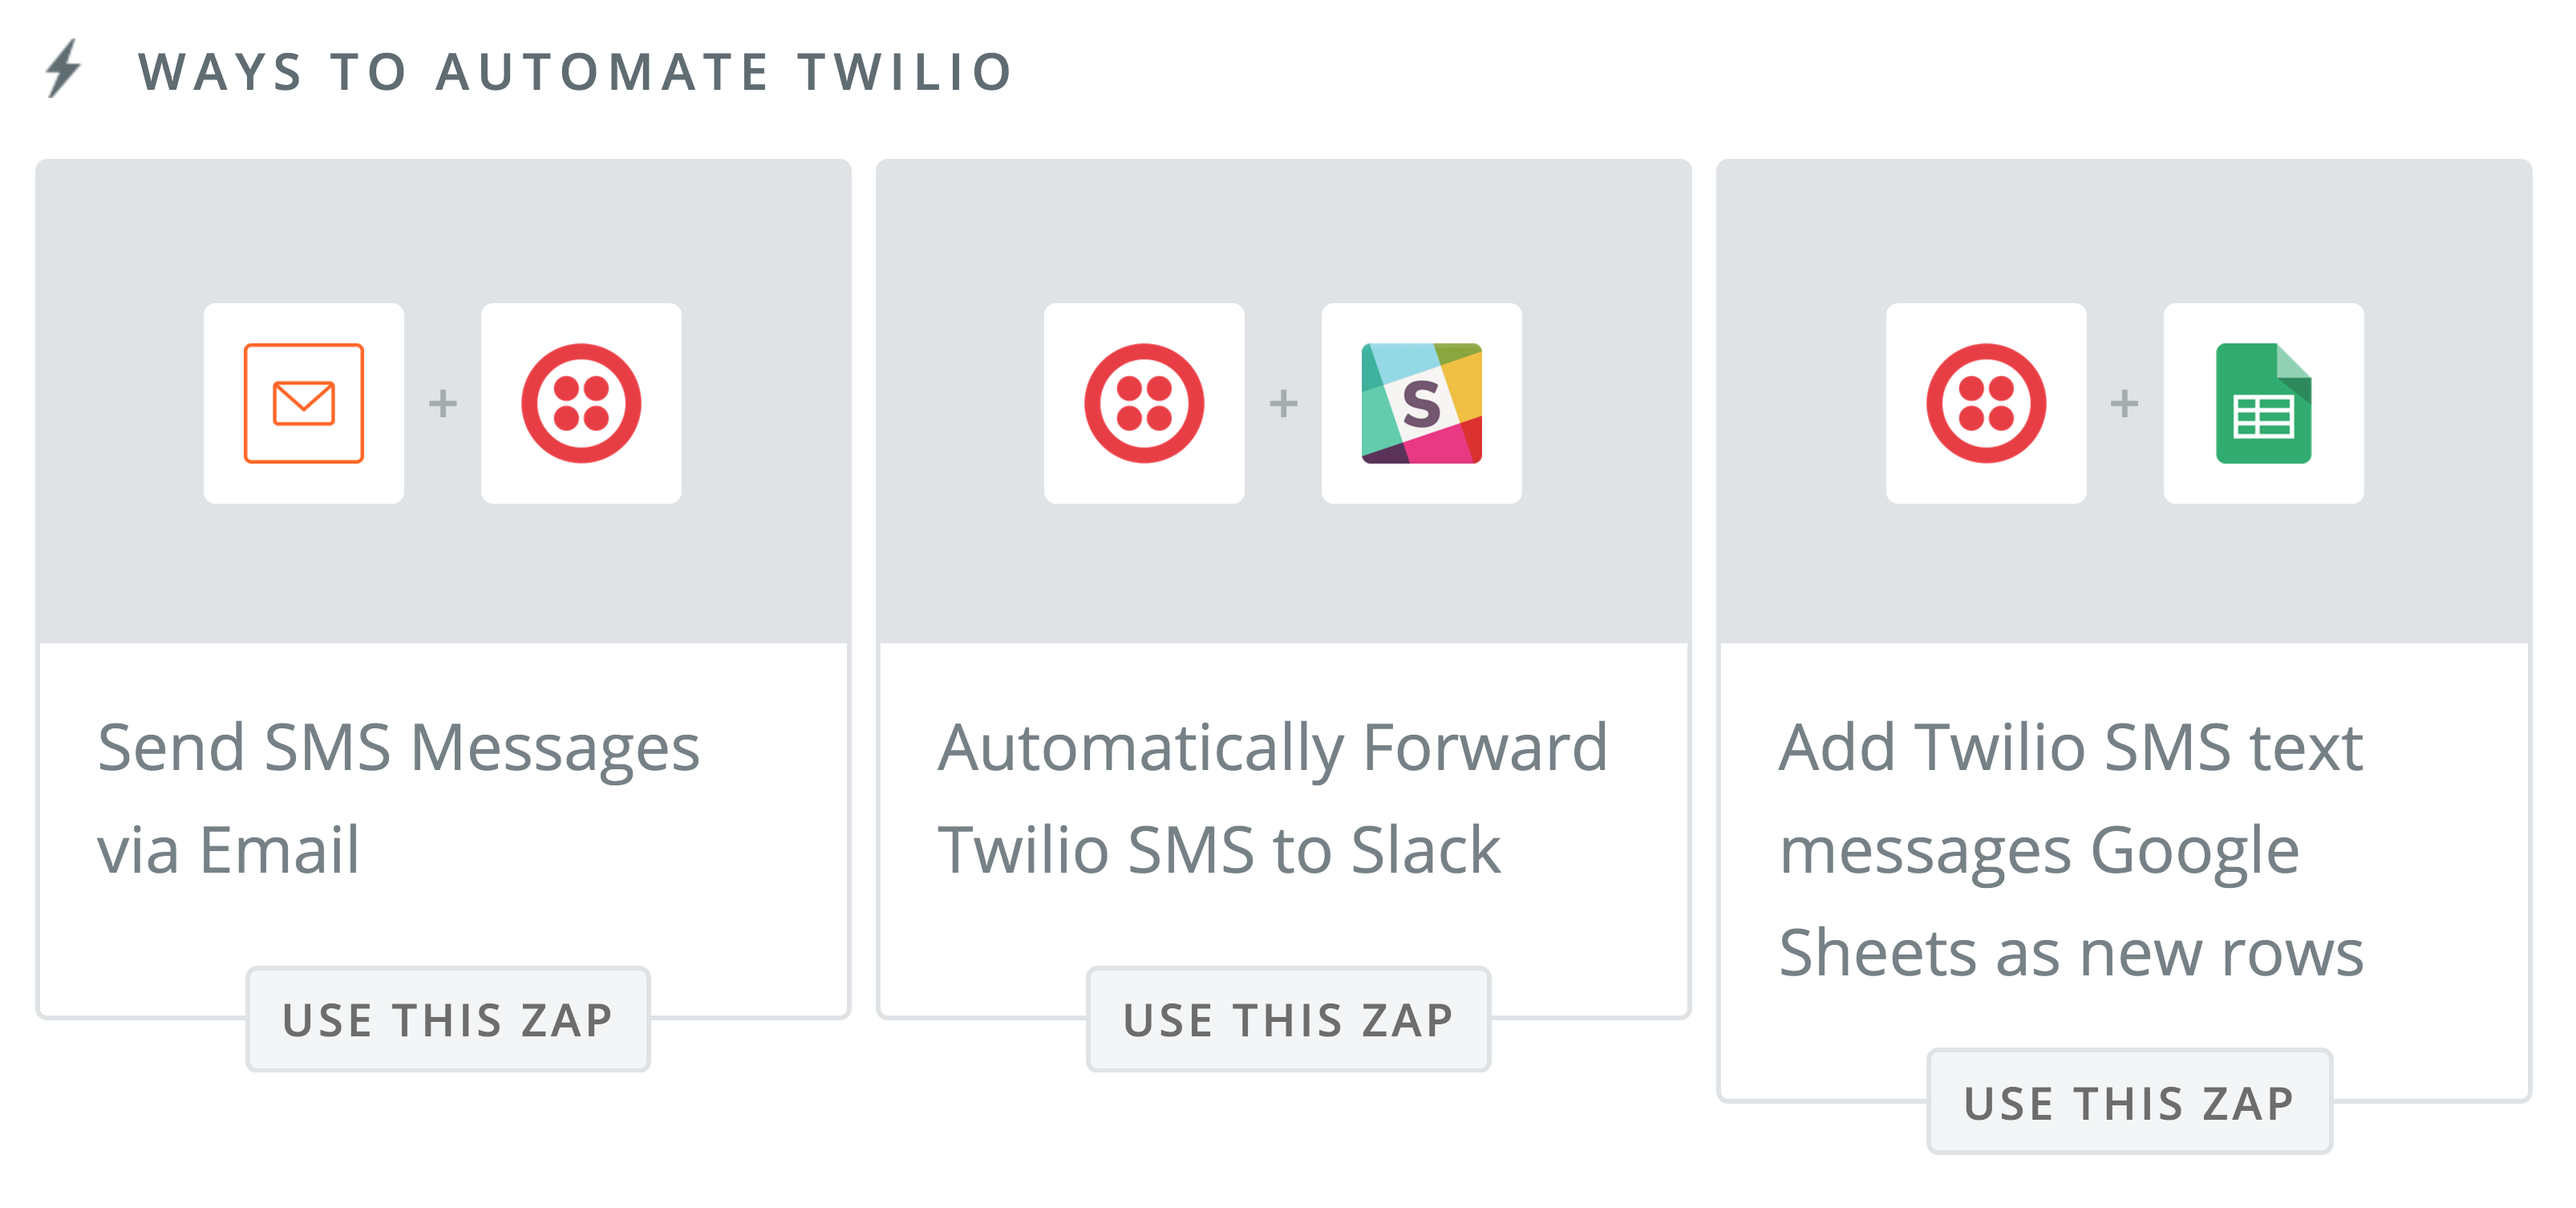 WAYS TO AUTOMATE TWILIO
+
S
+
+
Send SMS Messages
via Email
USE THIS ZAP
Automatically Forward
Twilio SMS to Slack
USE THIS ZAP
Add Twilio SMS text
messages Google
Sheets as new rows
USE THIS ZAP